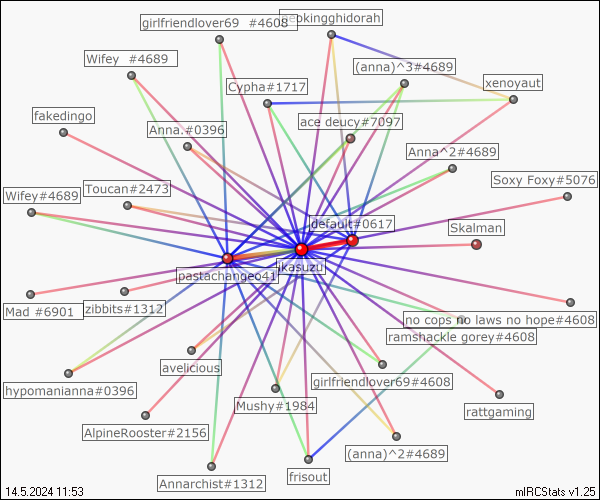 girlfriendlover69 #4608
neokingghidorah
Wifey #4689
(anna)^3#4689
Cypha#1717
xenoyaut
fakedingo
Anna.#0396
ace deucy#7097
Anna^2#4689
Soxy Foxy#5076
Wifey#4689
Toucan#2473
default#0617
Skalman
pastachangeo41
ikasuzu
Mad #6901
zibbits#1312
no cops no laws no hope#4608
ramshackle gorey#4608
avelicious
girlfriendlover69#4608
hypomanianna#0396
Mushy#1984
rattgaming
AlpineRooster#2156
(anna)^2#4689
Annarchist#1312
frisout
14.5.2024 11:53
mIRCStats v1.25